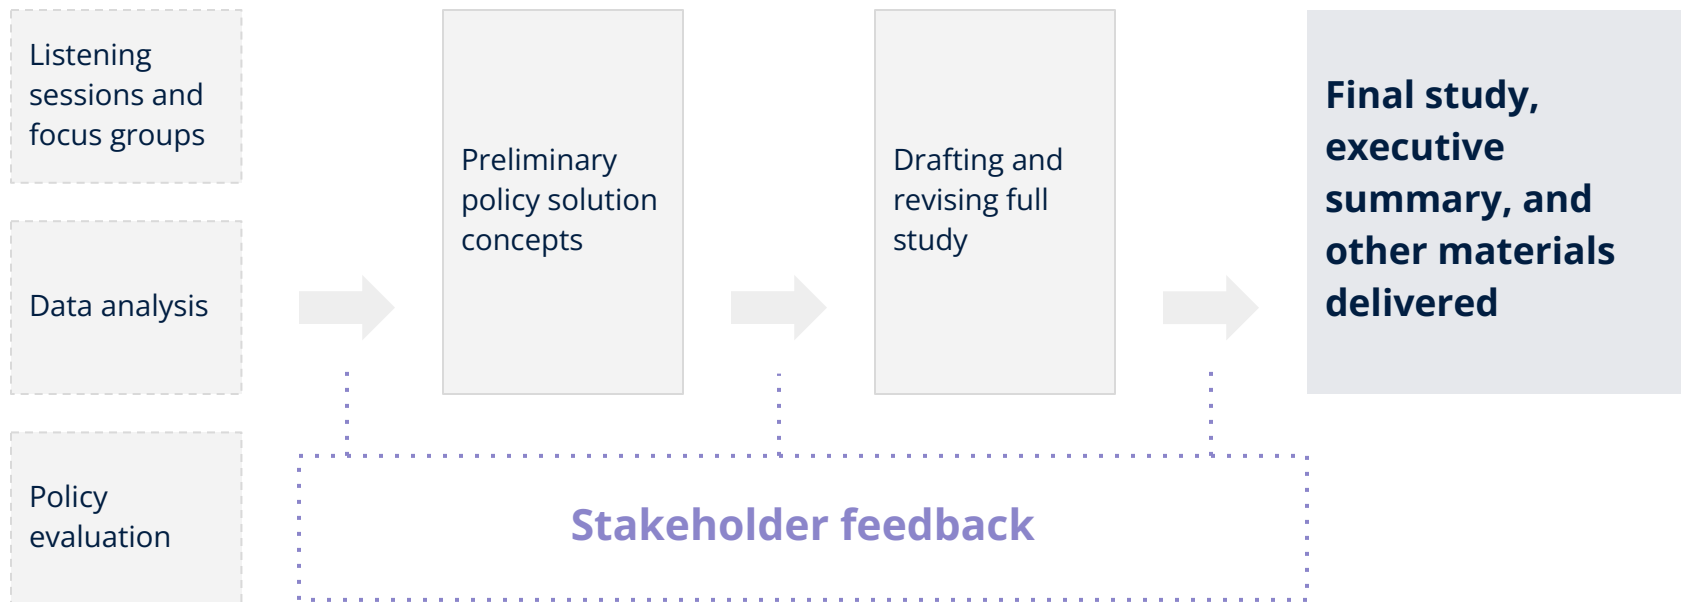 Listening
sessions and
focus groups
Data analysis
Policy
evaluation
Preliminary
policy solution
concepts
Drafting and
revising full
study
Final study,
executive
summary, and
other materials
delivered
Stakeholder feedback